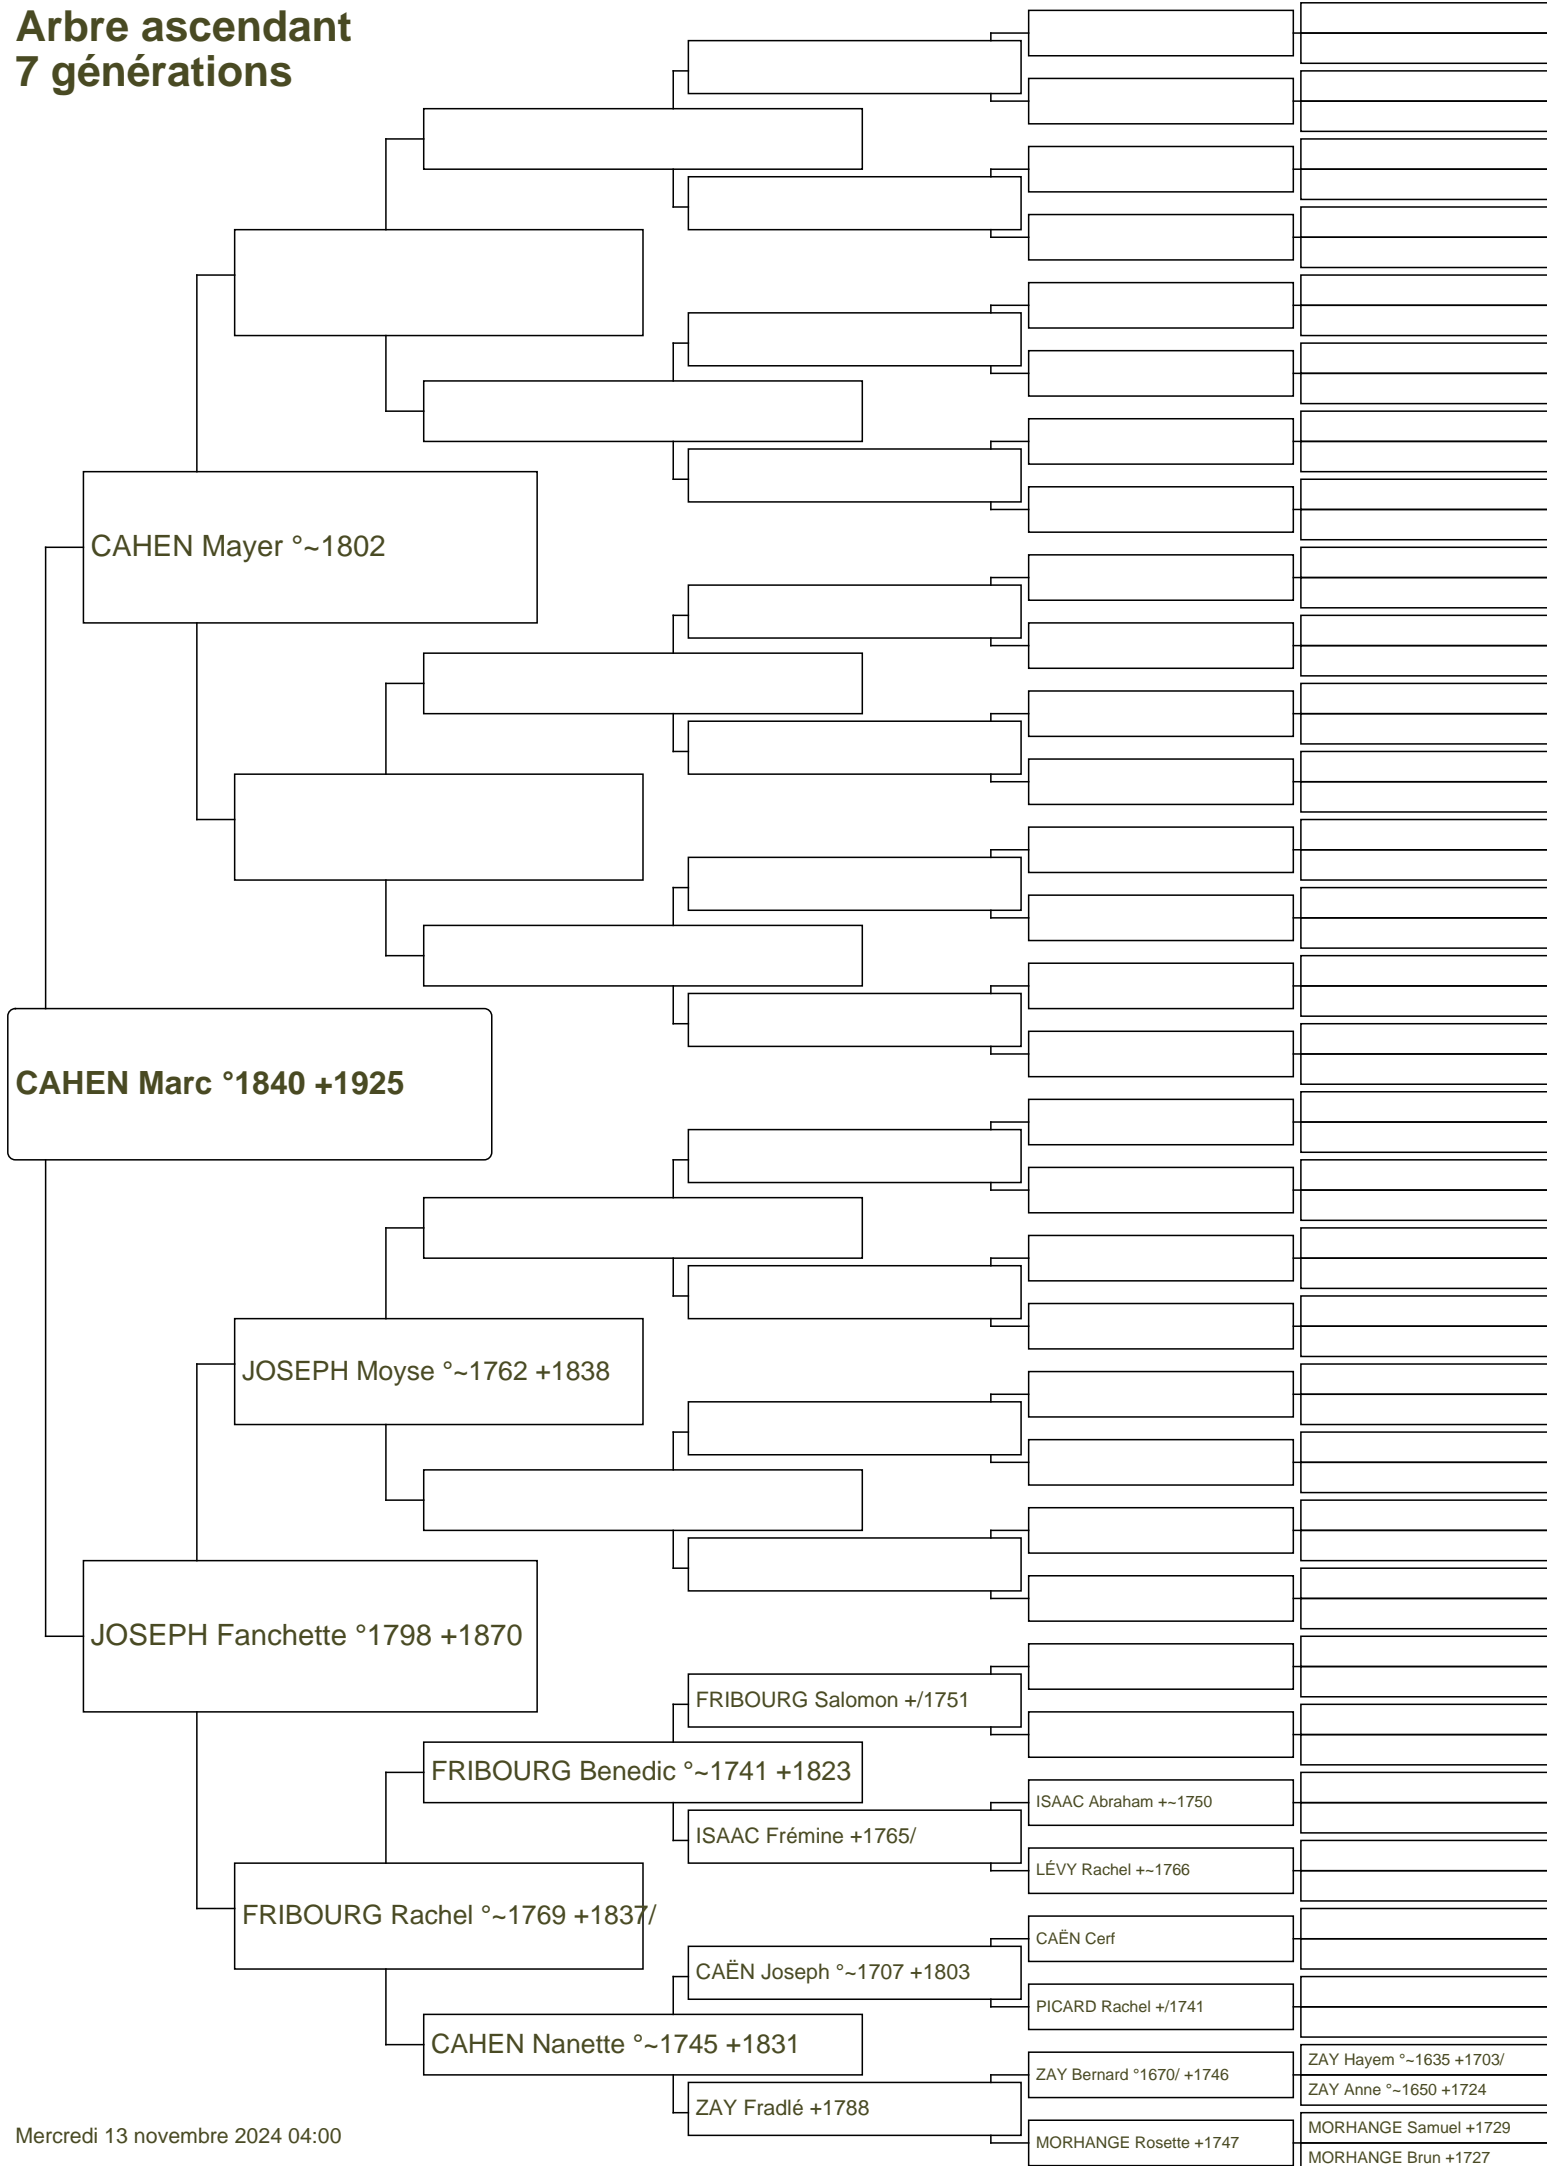 Arbre ascendant
7 générations
CAHEN Mayer °~1802
CAHEN Marc °1840 +1925
JOSEPH Moyse °~1762 +1838
JOSEPH Fanchette °1798 +1870
FRIBOURG Salomon +/1751
FRIBOURG Benedic °~1741 +1823
ISAAC Abraham +~1750
ISAAC Frémine +1765/
LÉVY Rachel +~1766
FRIBOURG Rachel °~1769 +1837/
CAËN Cerf
CAËN Joseph °~1707 +1803
PICARD Rachel +/1741
CAHEN Nanette °~1745 +1831
ZAY Hayem °~1635 +1703/
ZAY Bernard °1670/ +1746
ZAY Anne °~1650 +1724
ZAY Fradlé +1788
MORHANGE Samuel +1729
MORHANGE Rosette +1747
MORHANGE Brun +1727
Mercredi 13 novembre 2024 04:00